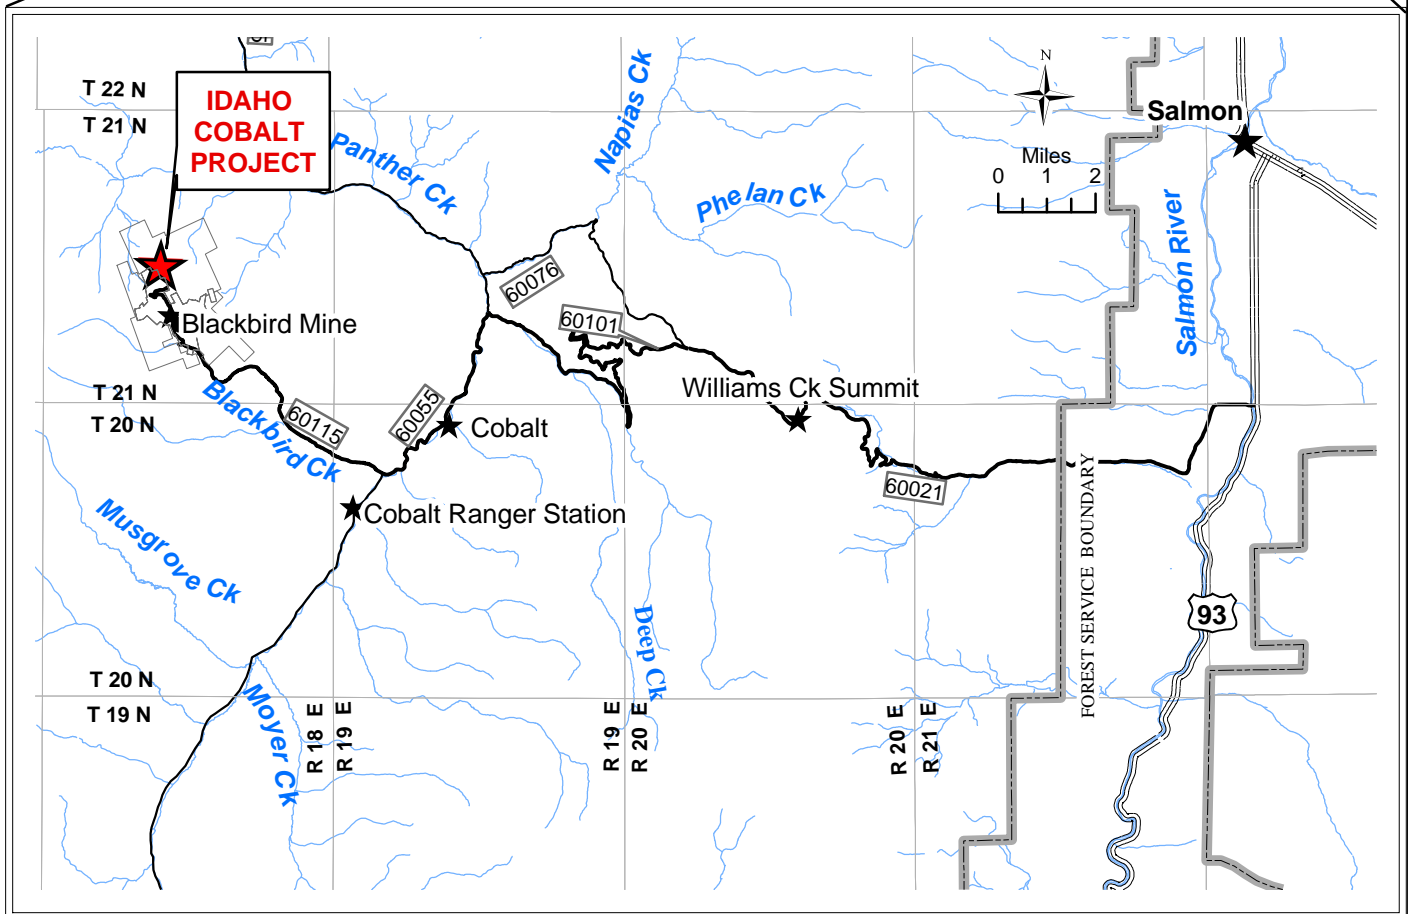 T 22 N
T 21 N
IDAHO
COBALT
PROJECT
Panther Ck
Napias Ck
Phelan Ck
N
Miles
0 1 2
Salmon
Salmon River
60076
60101
Blackbird Mine
Williams Ck Summit
T 21 N
T 20 N
Blackbird Ck
60115
60055
Cobalt
60021
Cobalt Ranger Station
Musgrove Ck
FOREST SERVICE BOUNDARY
93
Deep Ck
T 20 N
T 19 N
Moyer Ck
R 18 E
R 19 E
R 19 E
R 20 E
R 20 E
R 21 E